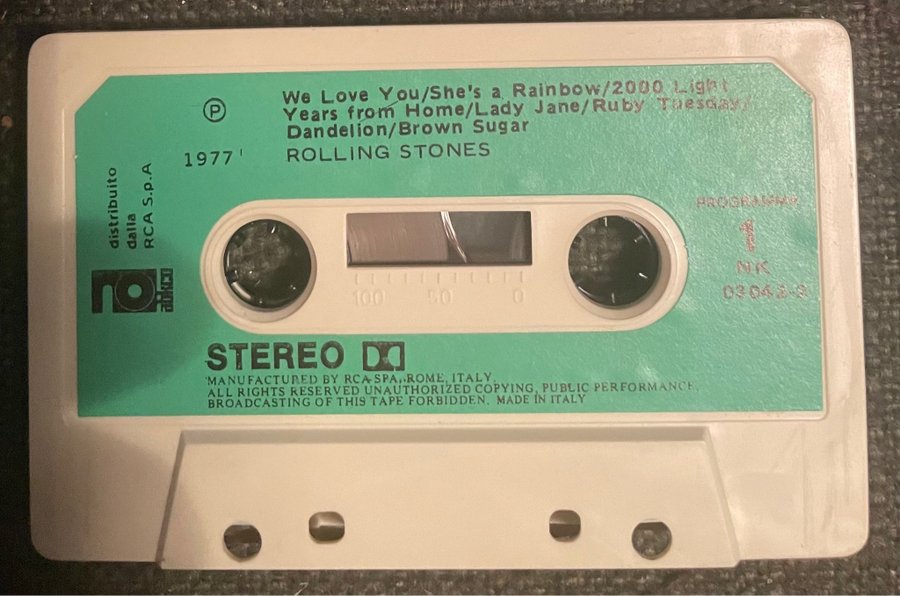 We Love You/She's a Rainbow/2000 Light
Years from Home/Lady Jane/Ruby Tuesday/
Dandelion/Brown Sugar
ROLLING STONES
Ⓟ
1977
distribuito
dalla
RCA S.p.A
PROGRAMMA
1
NK
100 50 0
STEREO
MANUFACTURED BY RCA SPA, ROME, ITALY,
ALL RIGHTS RESERVED UNAUTHORIZED COPYING, PUBLIC PERFORMANCE,
BROADCASTING OF THIS TAPE FORBIDDEN. MADE IN ITALY